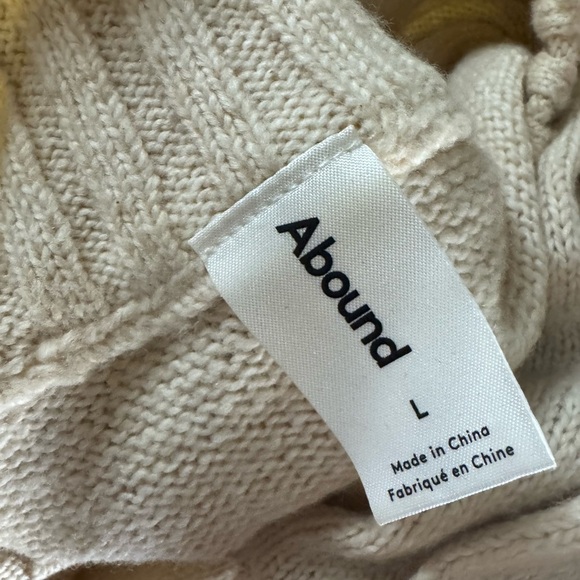 Abound
L
Made in China
Fabriqué en Chine